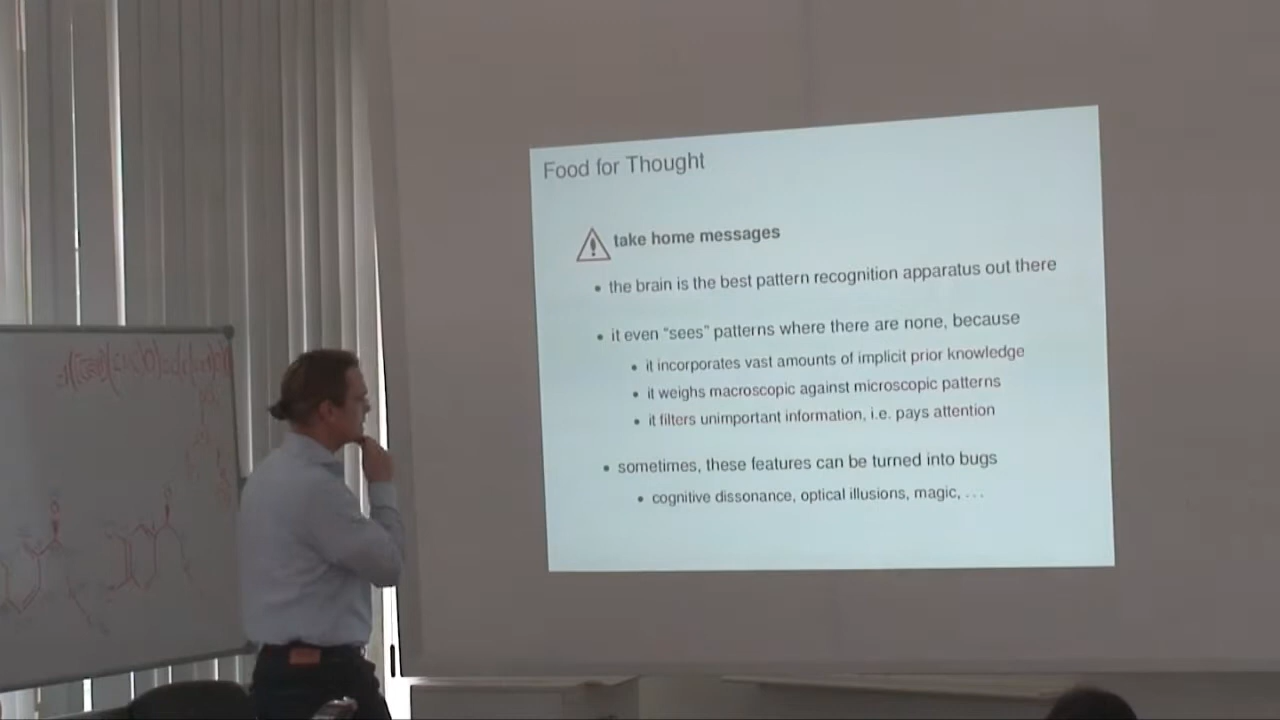 Food for Thought
take home messages
• the brain is the best pattern recognition apparatus out there
• it even “sees” patterns where there are none, because
• it incorporates vast amounts of implicit prior knowledge
• it weighs macroscopic against microscopic patterns
• it filters unimportant information, i.e. pays attention
• sometimes, these features can be turned into bugs
• cognitive dissonance, optical illusions, magic, . . .